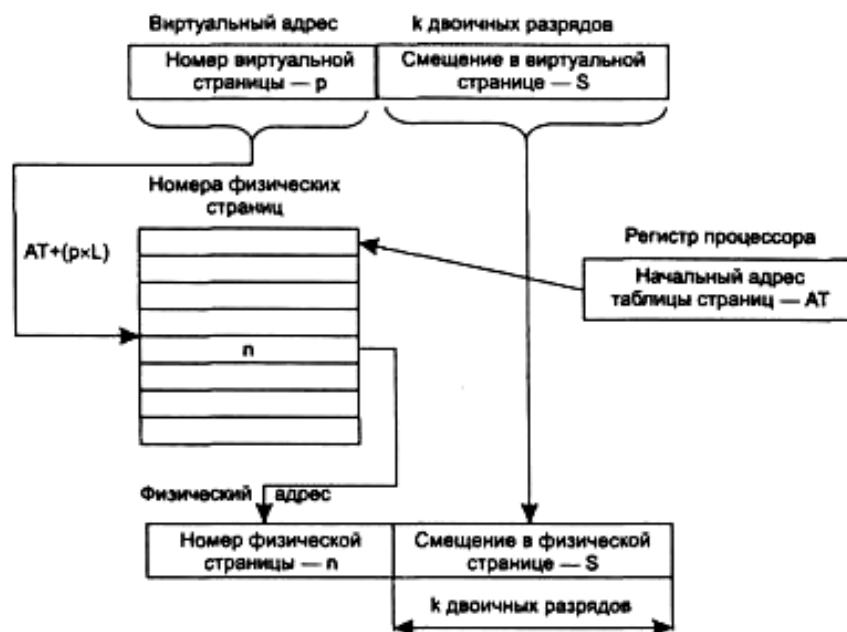 Виртуальный адрес
k двоичных разрядов
Номер виртуальной
страницы — p
Смещение в виртуальной
странице — S
Номера физических
страниц
AT+(p×L)
Регистр процессора
Начальный адрес
таблицы страниц — AT
n
Физический адрес
Номер физической
страницы — n
Смещение в физической
странице — S
k двоичных разрядов